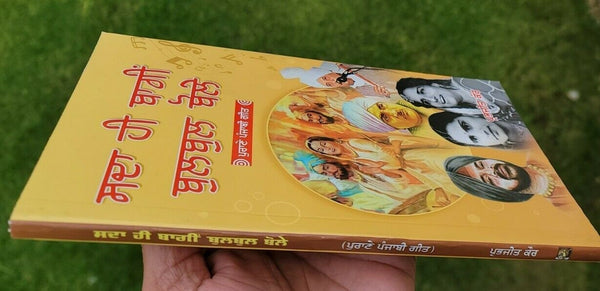 ਸਦਾ ਹੀ ਬਾਗੀਂ
ਬੁਲਬੁਲ ਬੋਲੇ
ਪੁਰਾਣੇ ਪੰਜਾਬੀ ਗੀਤ
ਸਦਾ ਹੀ ਬਾਗੀਂ ਬੁਲਬੁਲ ਬੋਲੇ (ਪੁਰਾਣੇ ਪੰਜਾਬੀ ਗੀਤ) ਪ੍ਰਭਜੀਤ ਕੌਰ